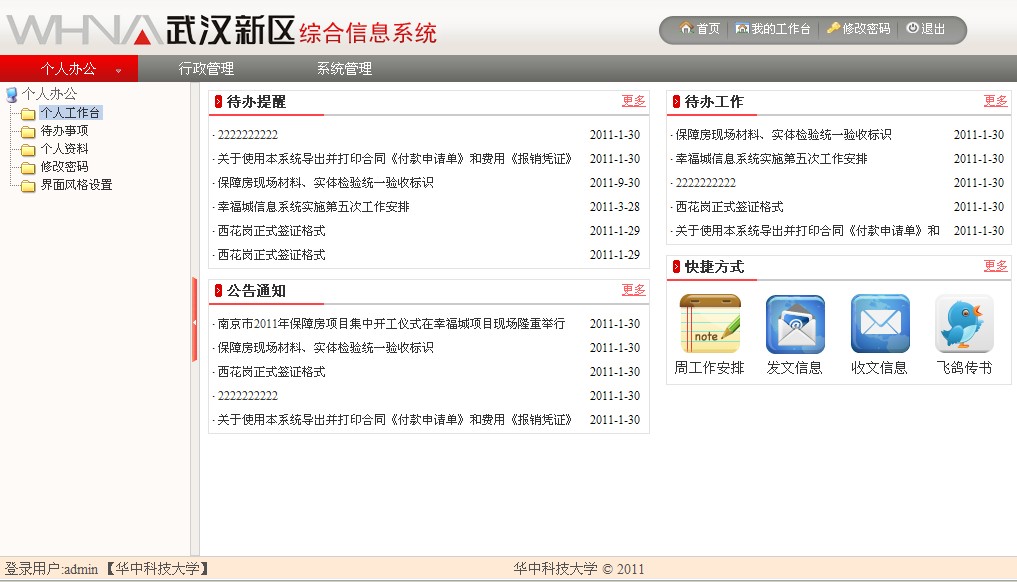 WHNA 武汉新区 综合信息系统
首页 我的工作台 修改密码 退出
个人办公 行政管理 系统管理
个人办公
个人工作台
待办事项
个人资料
修改密码
界面风格设置
待办提醒 更多
· 2222222222 2011-1-30
· 关于使用本系统导出并打印合同《付款申请单》和费用《报销凭证》 2011-1-30
· 保障房现场材料、实体检验统一验收标识 2011-9-30
· 幸福城信息系统实施第五次工作安排 2011-3-28
· 西花岗正式签证格式 2011-1-29
· 西花岗正式签证格式 2011-1-29
公告通知 更多
· 南京市2011年保障房项目集中开工仪式在幸福城项目现场隆重举行 2011-1-30
· 保障房现场材料、实体检验统一验收标识 2011-1-30
· 西花岗正式签证格式 2011-1-30
· 2222222222 2011-1-30
· 关于使用本系统导出并打印合同《付款申请单》和费用《报销凭证》 2011-1-30
待办工作 更多
· 保障房现场材料、实体检验统一验收标识 2011-1-30
· 幸福城信息系统实施第五次工作安排 2011-1-30
· 2222222222 2011-1-30
· 西花岗正式签证格式 2011-1-30
· 关于使用本系统导出并打印合同《付款申请单》和 2011-1-30
快捷方式 更多
note
周工作安排 发文信息 收文信息 飞鸽传书
登录用户:admin 【华中科技大学】 华中科技大学 © 2011